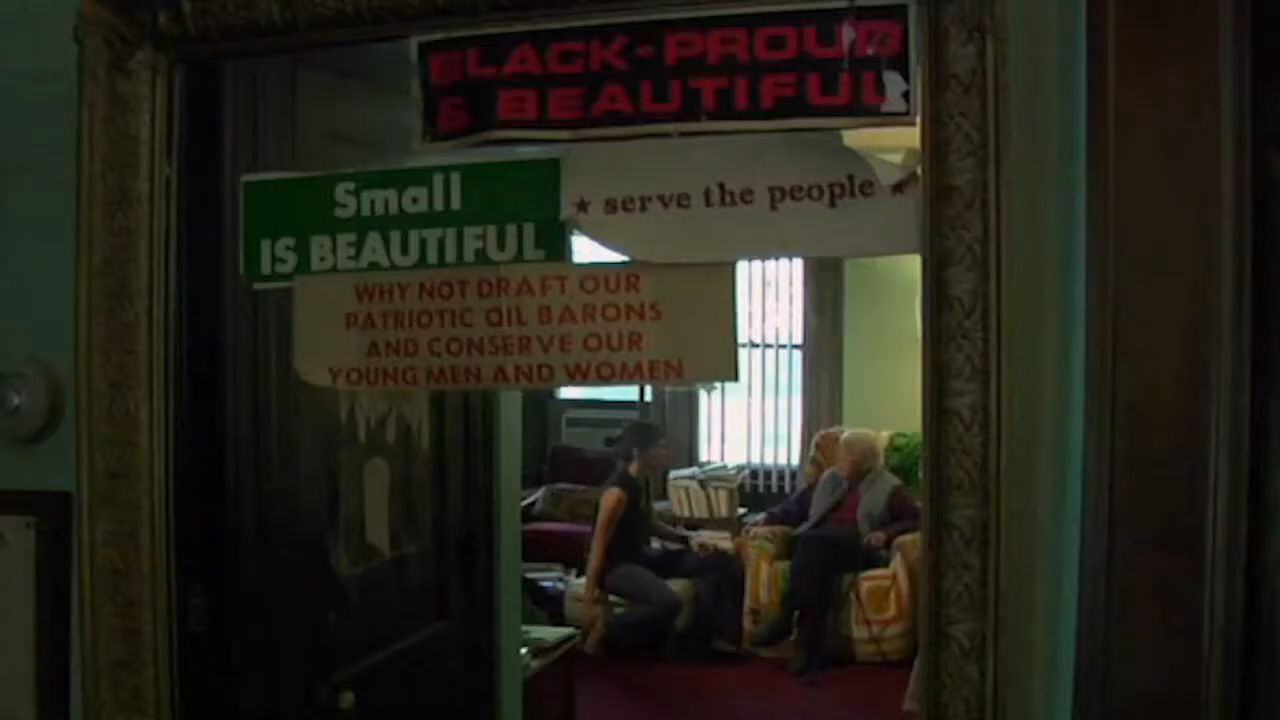 BLACK-PROUD
& BEAUTIFUL
Small
IS BEAUTIFUL
★ serve the people ★
WHY NOT DRAFT OUR
PATRIOTIC OIL BARONS
AND CONSERVE OUR
YOUNG MEN AND WOMEN